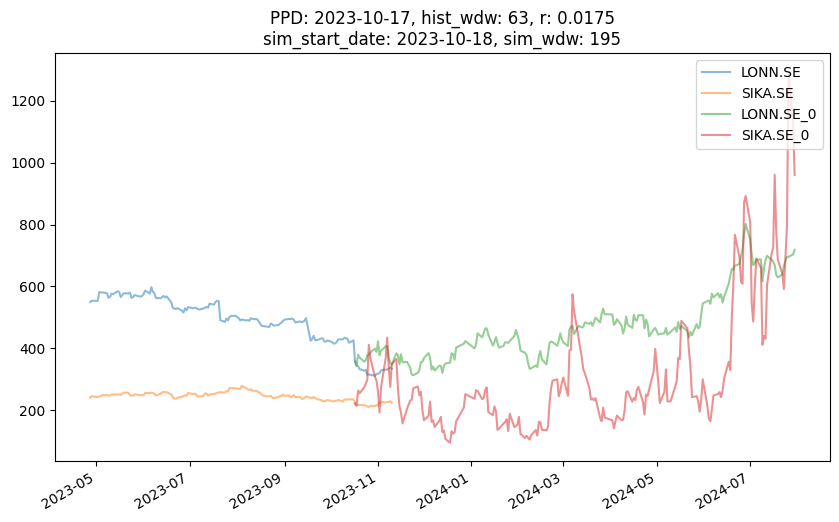 PPD: 2023-10-17, hist_wdw: 63, r: 0.0175
sim_start_date: 2023-10-18, sim_wdw: 195
LONN.SE
SIKA.SE
LONN.SE_0
SIKA.SE_0
1200
1000
800
600
400
200
2023-05
2023-07
2023-09
2023-11
2024-01
2024-03
2024-05
2024-07